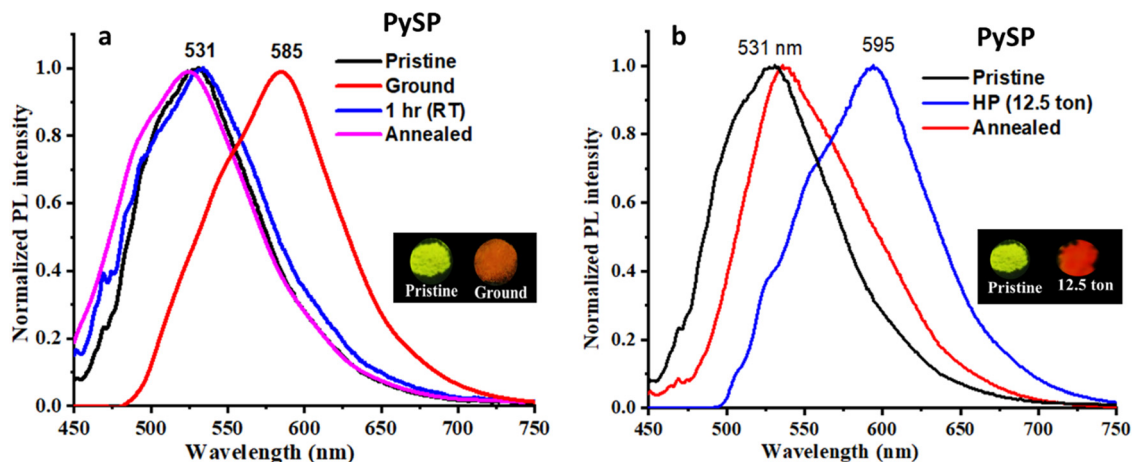 a
531
585
PySP
Pristine
Ground
1 hr (RT)
Annealed
Normalized PL intensity
1.0
0.8
0.6
0.4
0.2
0.0
Pristine
Ground
450 500 550 600 650 700 750
Wavelength (nm)
b
531 nm
595
PySP
Pristine
HP (12.5 ton)
Annealed
Normalized PL intensity
1.0
0.8
0.6
0.4
0.2
0.0
Pristine
12.5 ton
450 500 550 600 650 700 750
Wavelength (nm)